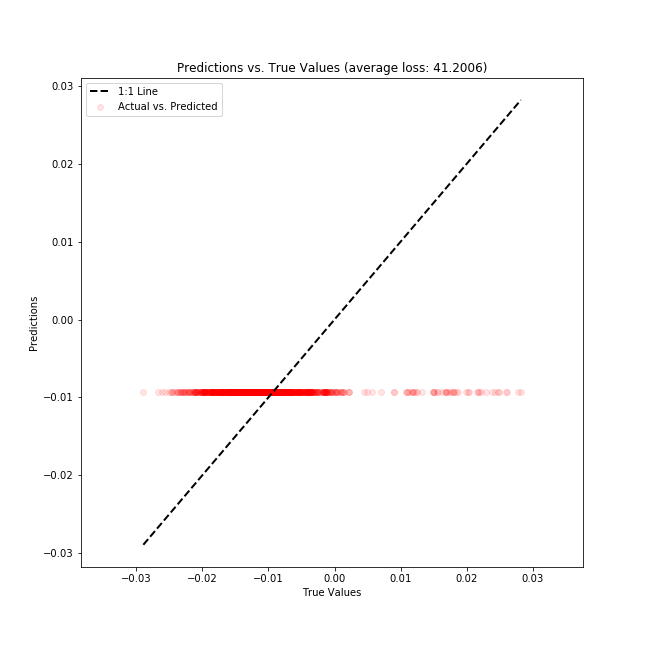 Predictions vs. True Values (average loss: 41.2006)
0.03
1:1 Line
Actual vs. Predicted
0.02
0.01
0.00
−0.01
−0.02
−0.03
Predictions
−0.03
−0.02
−0.01
0.00
0.01
0.02
0.03
True Values